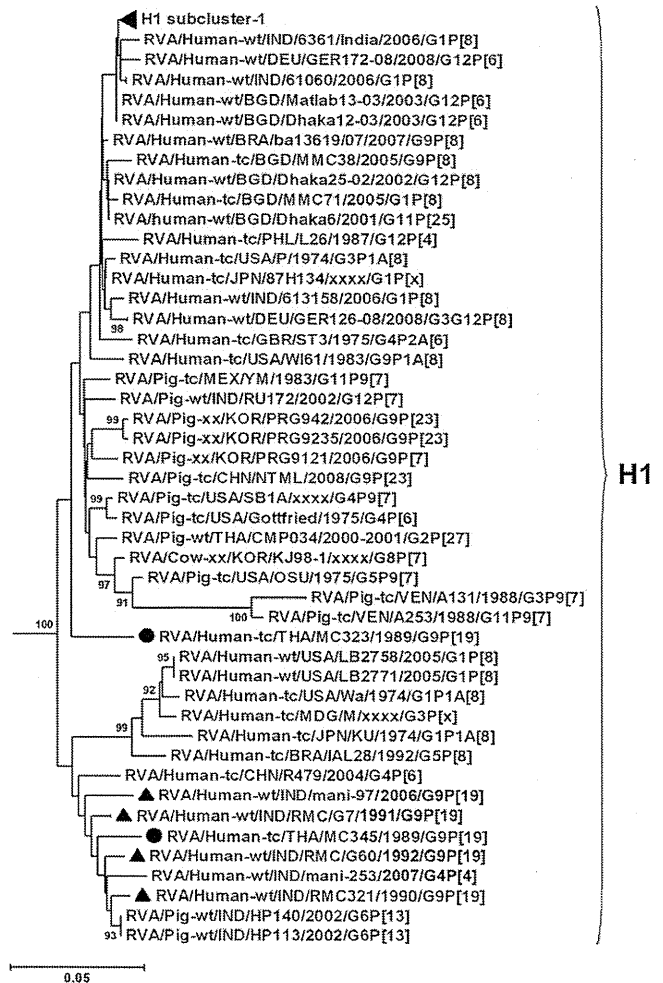 H1 subcluster-1
RVA/Human-wt/IND/6361/India/2006/G1P[8]
RVA/Human-wt/DEU/GER172-08/2008/G12P[6]
RVA/Human-wt/IND/61060/2006/G1P[8]
RVA/Human-wt/BGD/Matlab13-03/2003/G12P[6]
RVA/Human-wt/BGD/Dhaka12-03/2003/G12P[6]
RVA/Human-wt/BRA/ba13619/07/2007/G9P[8]
RVA/Human-tc/BGD/MMC38/2005/G9P[8]
RVA/Human-wt/BGD/Dhaka25-02/2002/G12P[8]
RVA/Human-tc/BGD/MMC71/2005/G1P[8]
RVA/human-wt/BGD/Dhaka6/2001/G11P[25]
RVA/Human-tc/PHL/L26/1987/G12P[4]
RVA/Human-tc/USA/P/1974/G3P1A[8]
RVA/Human-tc/JPN/87H134/xxxx/G1P[x]
RVA/Human-wt/IND/613158/2006/G1P[8]
RVA/Human-wt/DEU/GER126-08/2008/G3G12P[8]
98
RVA/Human-tc/GBR/ST3/1975/G4P2A[6]
RVA/Human-tc/USA/WI61/1983/G9P1A[8]
RVA/Pig-tc/MEX/YM/1983/G11P9[7]
RVA/Pig-wt/IND/RU172/2002/G12P[7]
99 RVA/Pig-xx/KOR/PRG942/2006/G9P[23]
RVA/Pig-xx/KOR/PRG9235/2006/G9P[23]
RVA/Pig-xx/KOR/PRG9121/2006/G9P[7]
RVA/Pig-tc/CHN/NTML/2008/G9P[23]
H1
99 RVA/Pig-tc/USA/SB1A/xxxx/G4P9[7]
RVA/Pig-tc/USA/Gottfried/1975/G4P[6]
RVA/Pig-wt/THA/CMP034/2000-2001/G2P[27]
RVA/Cow-xx/KOR/KJ98-1/xxxx/G8P[7]
97 RVA/Pig-tc/USA/OSU/1975/G5P9[7]
91 RVA/Pig-tc/VEN/A131/1988/G3P9[7]
100 RVA/Pig-tc/VEN/A253/1988/G11P9[7]
100 RVA/Human-tc/THA/MC323/1989/G9P[19]
95 RVA/Human-wt/USA/LB2758/2005/G1P[8]
RVA/Human-wt/USA/LB2771/2005/G1P[8]
92 RVA/Human-tc/USA/Wa/1974/G1P1A[8]
RVA/Human-tc/MDG/M/xxxx/G3P[x]
99 RVA/Human-tc/JPN/KU/1974/G1P1A[8]
RVA/Human-tc/BRA/IAL28/1992/G5P[8]
RVA/Human-tc/CHN/R479/2004/G4P[6]
RVA/Human-wt/IND/mani-97/2006/G9P[19]
RVA/Human-wt/IND/RMC/G7/1991/G9P[19]
RVA/Human-tc/THA/MC345/1989/G9P[19]
RVA/Human-wt/IND/RMC/G60/1992/G9P[19]
RVA/Human-wt/IND/mani-253/2007/G4P[4]
RVA/Human-wt/IND/RMC321/1990/G9P[19]
RVA/Pig-wt/IND/HP140/2002/G6P[13]
93 RVA/Pig-wt/IND/HP113/2002/G6P[13]
0.05